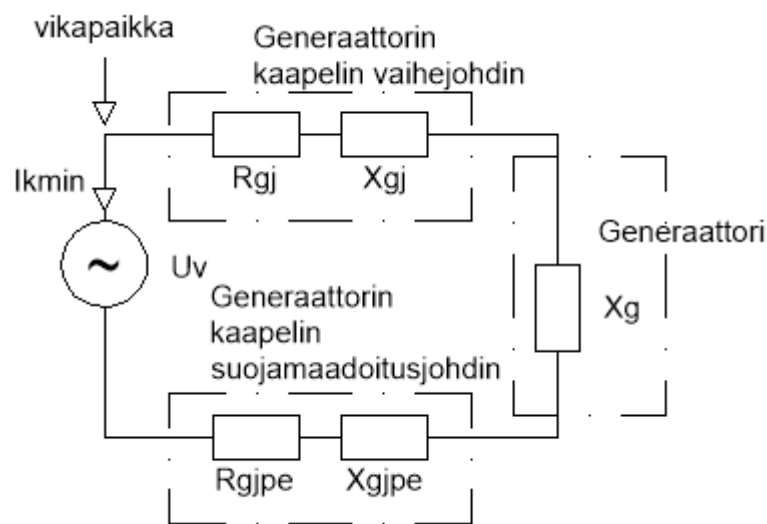 vikapaikka
Generaattorin
kaapelin vaihejohdin
Rgj
Xgj
Ikmin
Generaattori
~
Uv
Xg
Generaattorin
kaapelin
suojamaadoitusjohdin
Rgjpe
Xgjpe